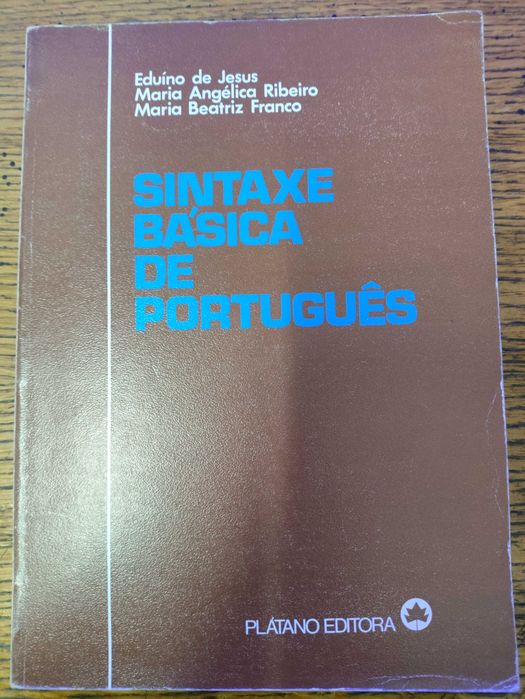 Eduíno de Jesus
Maria Angélica Ribeiro
Maria Beatriz Franco
SINTAXE
BÁSICA
DE
PORTUGUÊS
PLÁTANO EDITORA